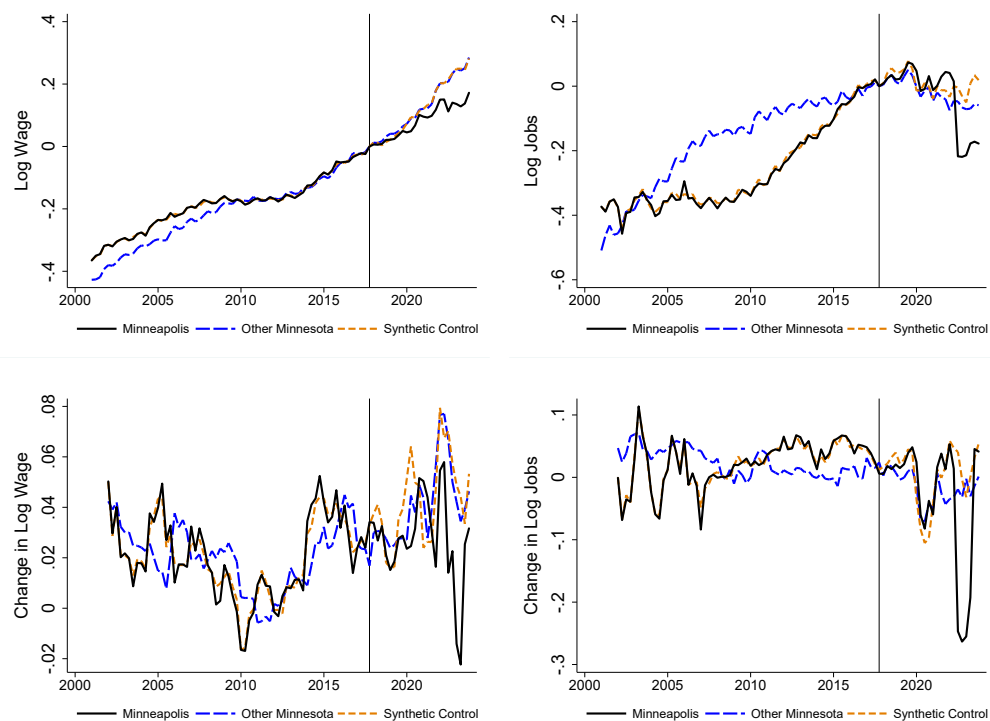 Log Wage
.4
.2
0
-.2
-.4
2000 2005 2010 2015 2020
Minneapolis Other Minnesota Synthetic Control
Log Jobs
.2
0
-.2
-.4
-.6
2000 2005 2010 2015 2020
Minneapolis Other Minnesota Synthetic Control
Change in Log Wage
.08
.06
.04
.02
0
-.02
2000 2005 2010 2015 2020
Minneapolis Other Minnesota Synthetic Control
Change in Log Jobs
.1
0
-.1
-.2
-.3
2000 2005 2010 2015 2020
Minneapolis Other Minnesota Synthetic Control